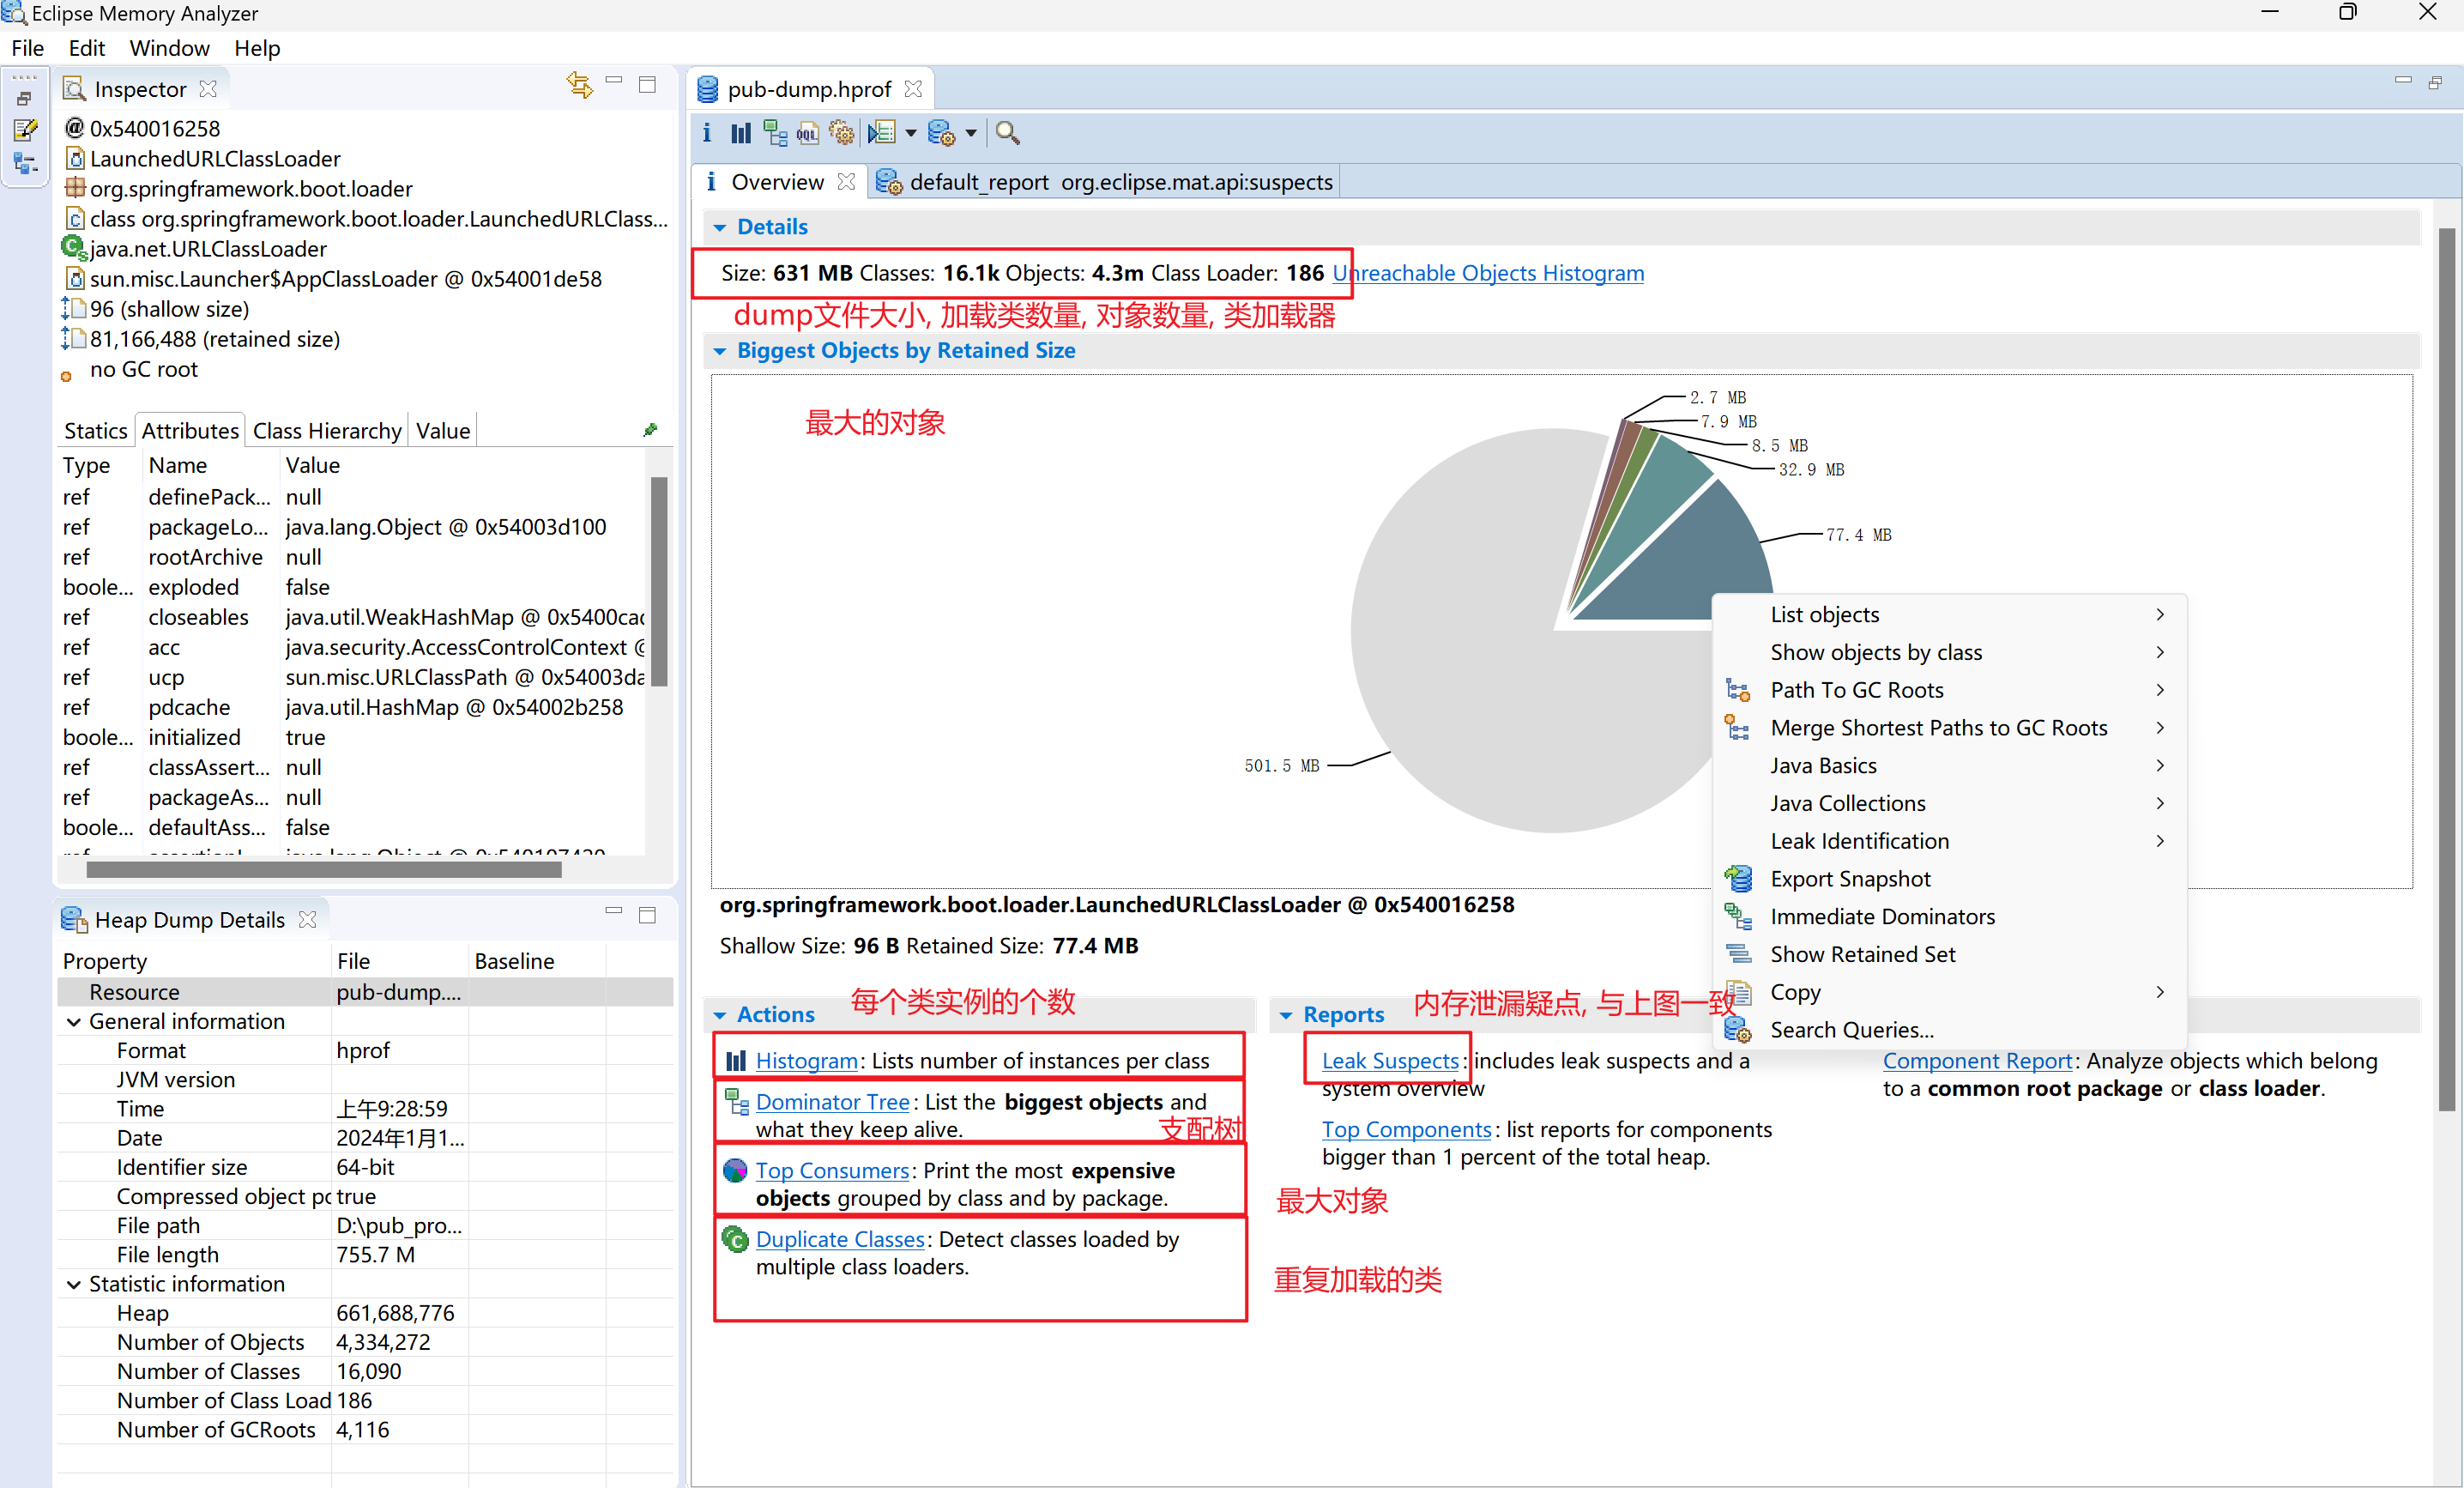 Eclipse Memory Analyzer
File Edit Window Help
Inspector
@ 0x540016258
LaunchedURLClassLoader
org.springframework.boot.loader
class org.springframework.boot.loader.LaunchedURLClass...
java.net.URLClassLoader
sun.misc.Launcher$AppClassLoader @ 0x54001de58
96 (shallow size)
81,166,488 (retained size)
no GC root
Statics Attributes Class Hierarchy Value
Type Name Value
ref definePack... null
ref packageLo... java.lang.Object @ 0x54003d100
ref rootArchive null
boole... exploded false
ref closeables java.util.WeakHashMap @ 0x5400cac
ref acc java.security.AccessControlContext @
ref ucp sun.misc.URLClassPath @ 0x54003da
ref pdcache java.util.HashMap @ 0x54002b258
boole... initialized true
ref classAssert... null
ref packageAs... null
boole... defaultAss... false
Heap Dump Details
Property File Baseline
Resource pub-dump....
General information
Format hprof
JVM version
Time 上午9:28:59
Date 2024年1月1...
Identifier size 64-bit
Compressed object pc true
File path D:\pub_pro...
File length 755.7 M
Statistic information
Heap 661,688,776
Number of Objects 4,334,272
Number of Classes 16,090
Number of Class Load 186
Number of GCRoots 4,116
pub-dump.hprof
OQL
Overview default_report org.eclipse.mat.api:suspects
Details
Size: 631 MB Classes: 16.1k Objects: 4.3m Class Loader: 186 Unreachable Objects Histogram
dump文件大小, 加载类数量, 对象数量, 类加载器
Biggest Objects by Retained Size
最大的对象
2.7 MB
7.9 MB
8.5 MB
32.9 MB
77.4 MB
501.5 MB
List objects
Show objects by class
Path To GC Roots
Merge Shortest Paths to GC Roots
Java Basics
Java Collections
Leak Identification
Export Snapshot
Immediate Dominators
Show Retained Set
Copy
Search Queries...
org.springframework.boot.loader.LaunchedURLClassLoader @ 0x540016258
Shallow Size: 96 B Retained Size: 77.4 MB
Actions 每个类实例的个数
Histogram: Lists number of instances per class
Dominator Tree: List the biggest objects and
what they keep alive. 支配树
Top Consumers: Print the most expensive
objects grouped by class and by package.
最大对象
Duplicate Classes: Detect classes loaded by
multiple class loaders.
重复加载的类
Reports 内存泄漏疑点, 与上图一致
Leak Suspects: includes leak suspects and a
system overview
Top Components: list reports for components
bigger than 1 percent of the total heap.
Component Report: Analyze objects which belong
to a common root package or class loader.